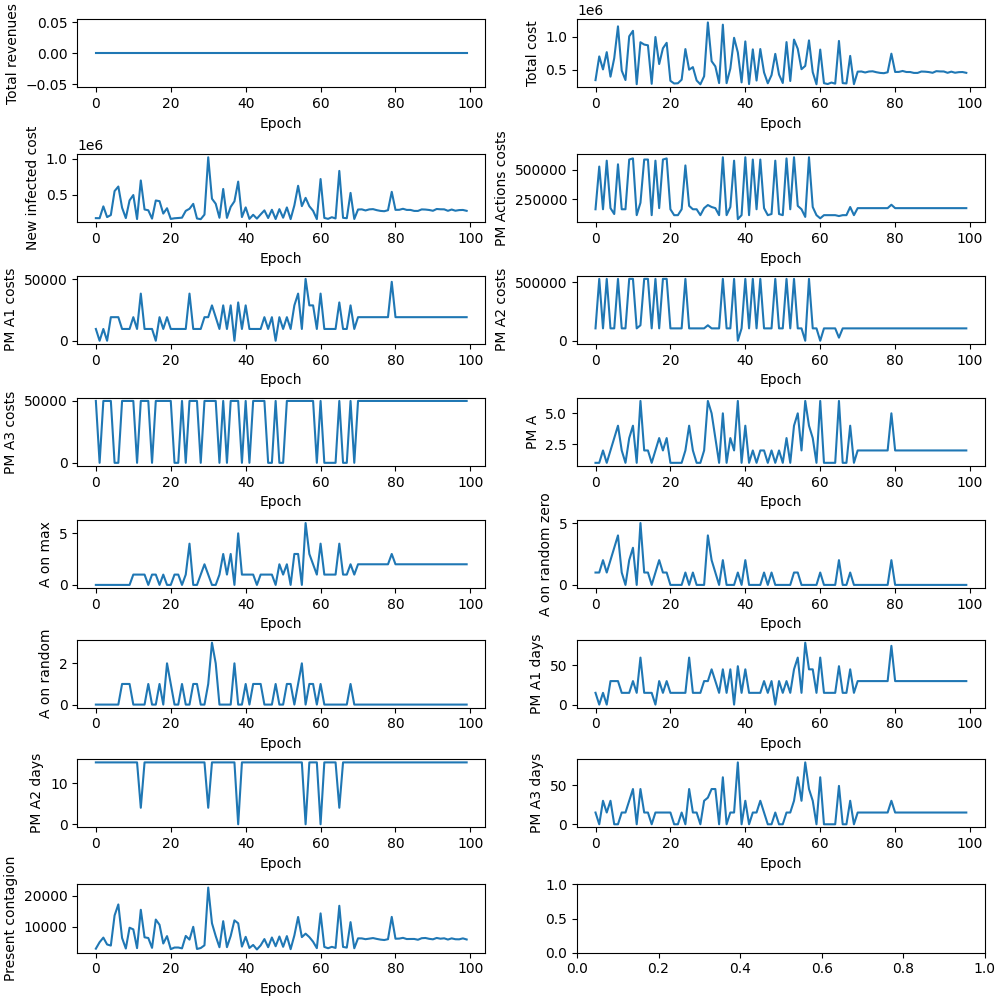 Total revenues
0.05
0.00
−0.05
0 20 40 60 80 100
Epoch
1e6
Total cost
1.0
0.5
0 20 40 60 80 100
Epoch
1e6
New infected cost
1.0
0.5
0 20 40 60 80 100
Epoch
PM Actions costs
500000
250000
0 20 40 60 80 100
Epoch
PM A1 costs
50000
0
0 20 40 60 80 100
Epoch
PM A2 costs
500000
0
0 20 40 60 80 100
Epoch
PM A3 costs
50000
0
0 20 40 60 80 100
Epoch
PM A
5.0
2.5
0 20 40 60 80 100
Epoch
A on max
5
0
0 20 40 60 80 100
Epoch
A on random zero
5
0
0 20 40 60 80 100
Epoch
A on random
2
0
0 20 40 60 80 100
Epoch
PM A1 days
50
0
0 20 40 60 80 100
Epoch
PM A2 days
10
0
0 20 40 60 80 100
Epoch
PM A3 days
50
0
0 20 40 60 80 100
Epoch
Present contagion
20000
10000
0 20 40 60 80 100
Epoch
1.0
0.5
0.0
0.0 0.2 0.4 0.6 0.8 1.0